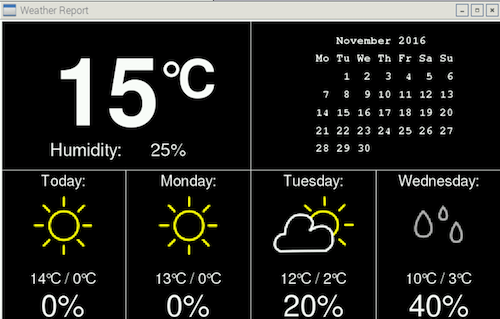 Weather Report
15°C
Humidity: 25%
November 2016
Mo Tu We Th Fr Sa Su
1 2 3 4 5 6
7 8 9 10 11 12 13
14 15 16 17 18 19 20
21 22 23 24 25 26 27
28 29 30
Today: Monday: Tuesday: Wednesday:
14°C / 0°C 13°C / 0°C 12°C / 2°C 10°C / 3°C
0% 0% 20% 40%